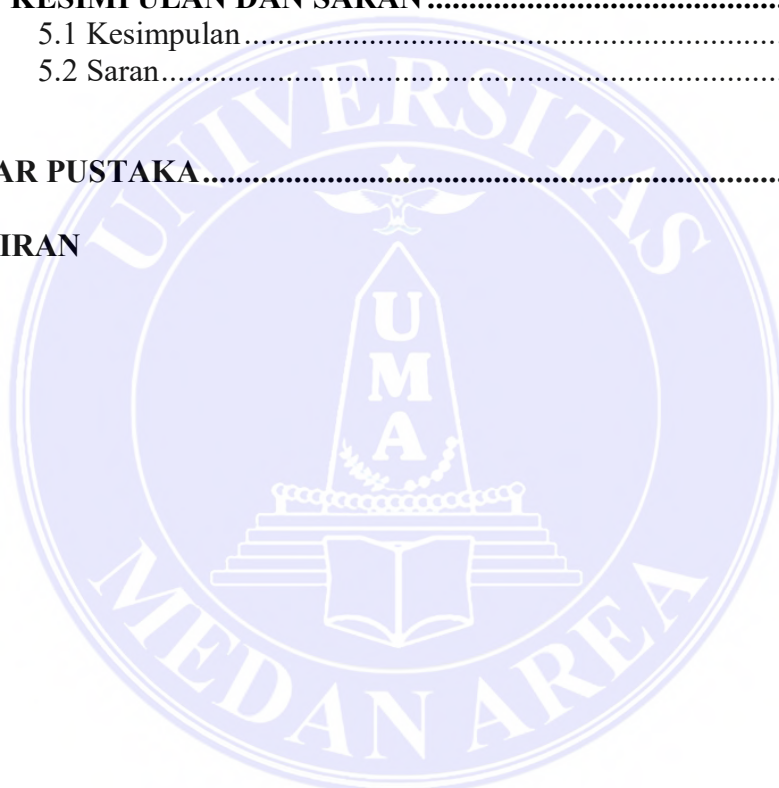 KESIMPULAN DAN SARAN................................................
5.1 Kesimpulan................................................................
5.2 Saran..........................................................................
AR PUSTAKA.....................................................................
IRAN
UNIVERSITAS
UMA
MEDAN AREA